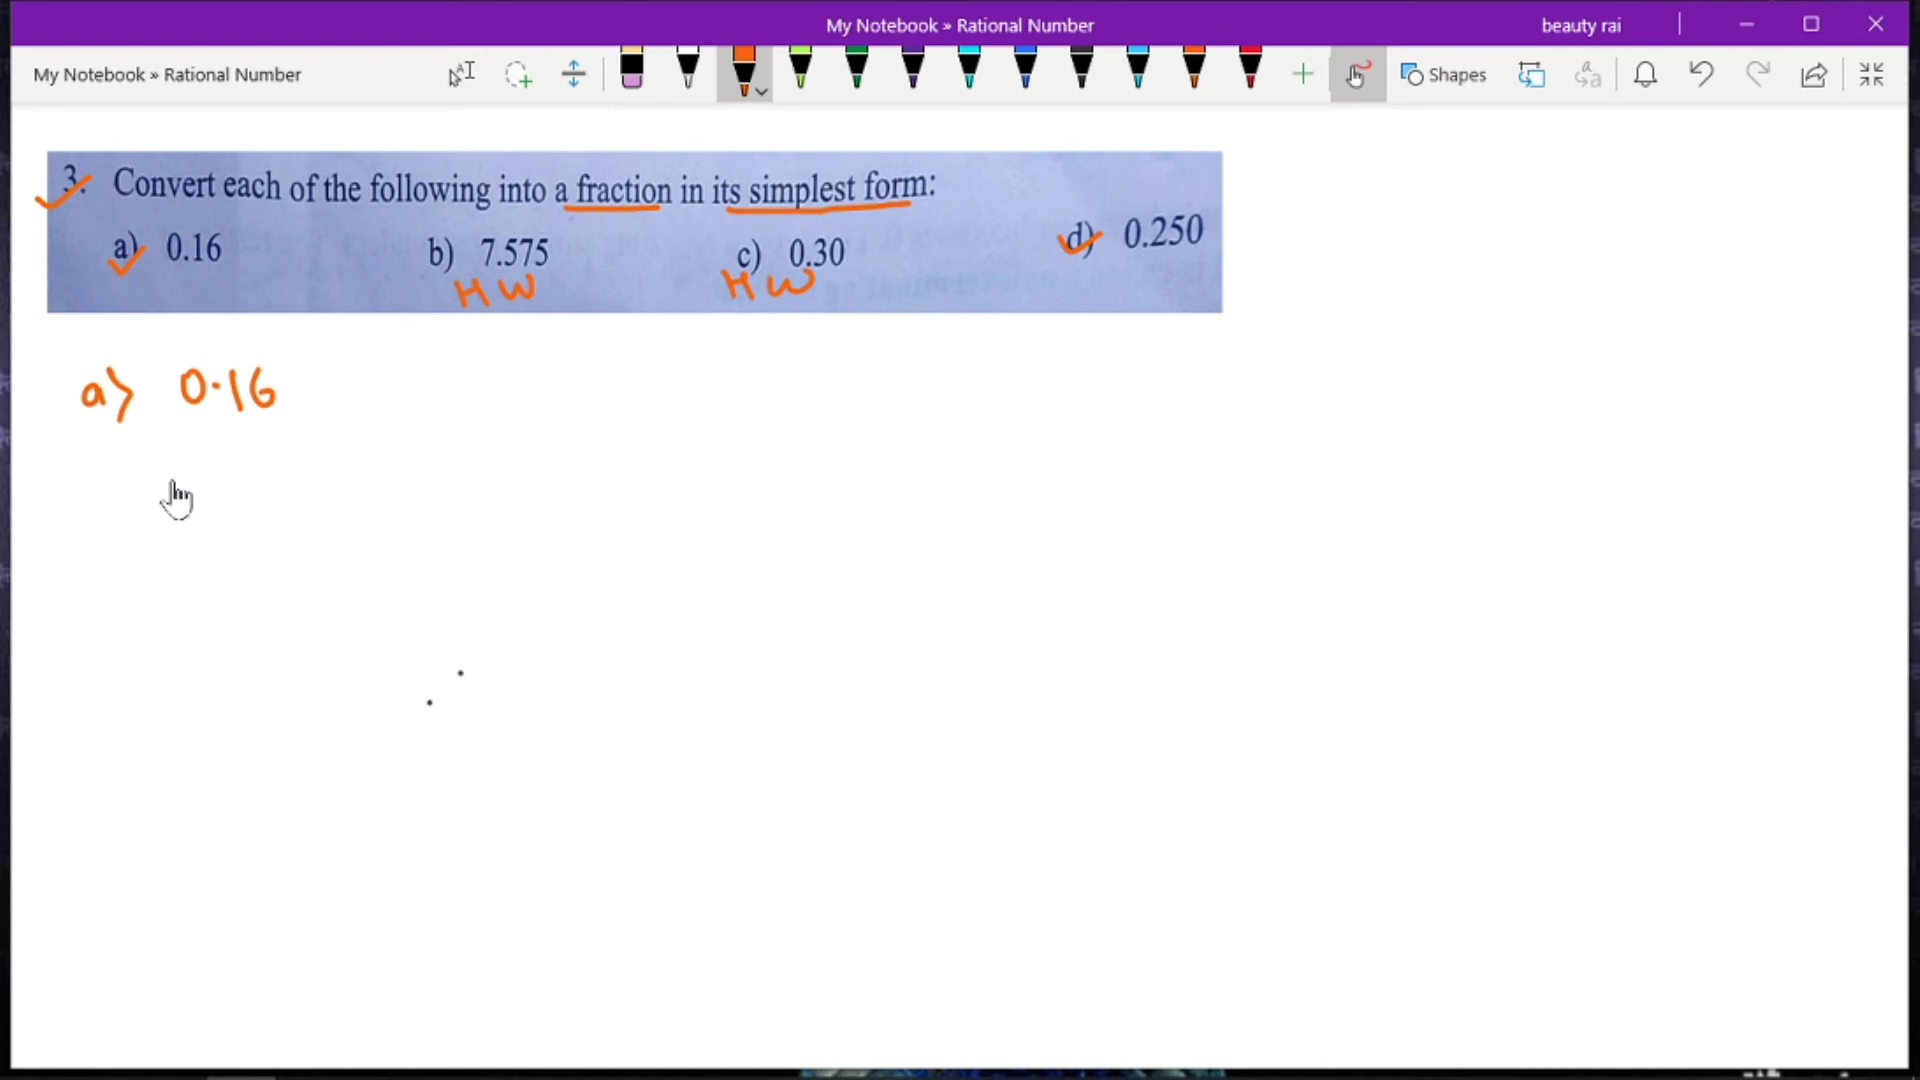 My Notebook » Rational Number
beauty rai
My Notebook » Rational Number
Shapes
3. Convert each of the following into a fraction in its simplest form:
a) 0.16 b) 7.575 c) 0.30 d) 0.250
HW HW
a) 0.16